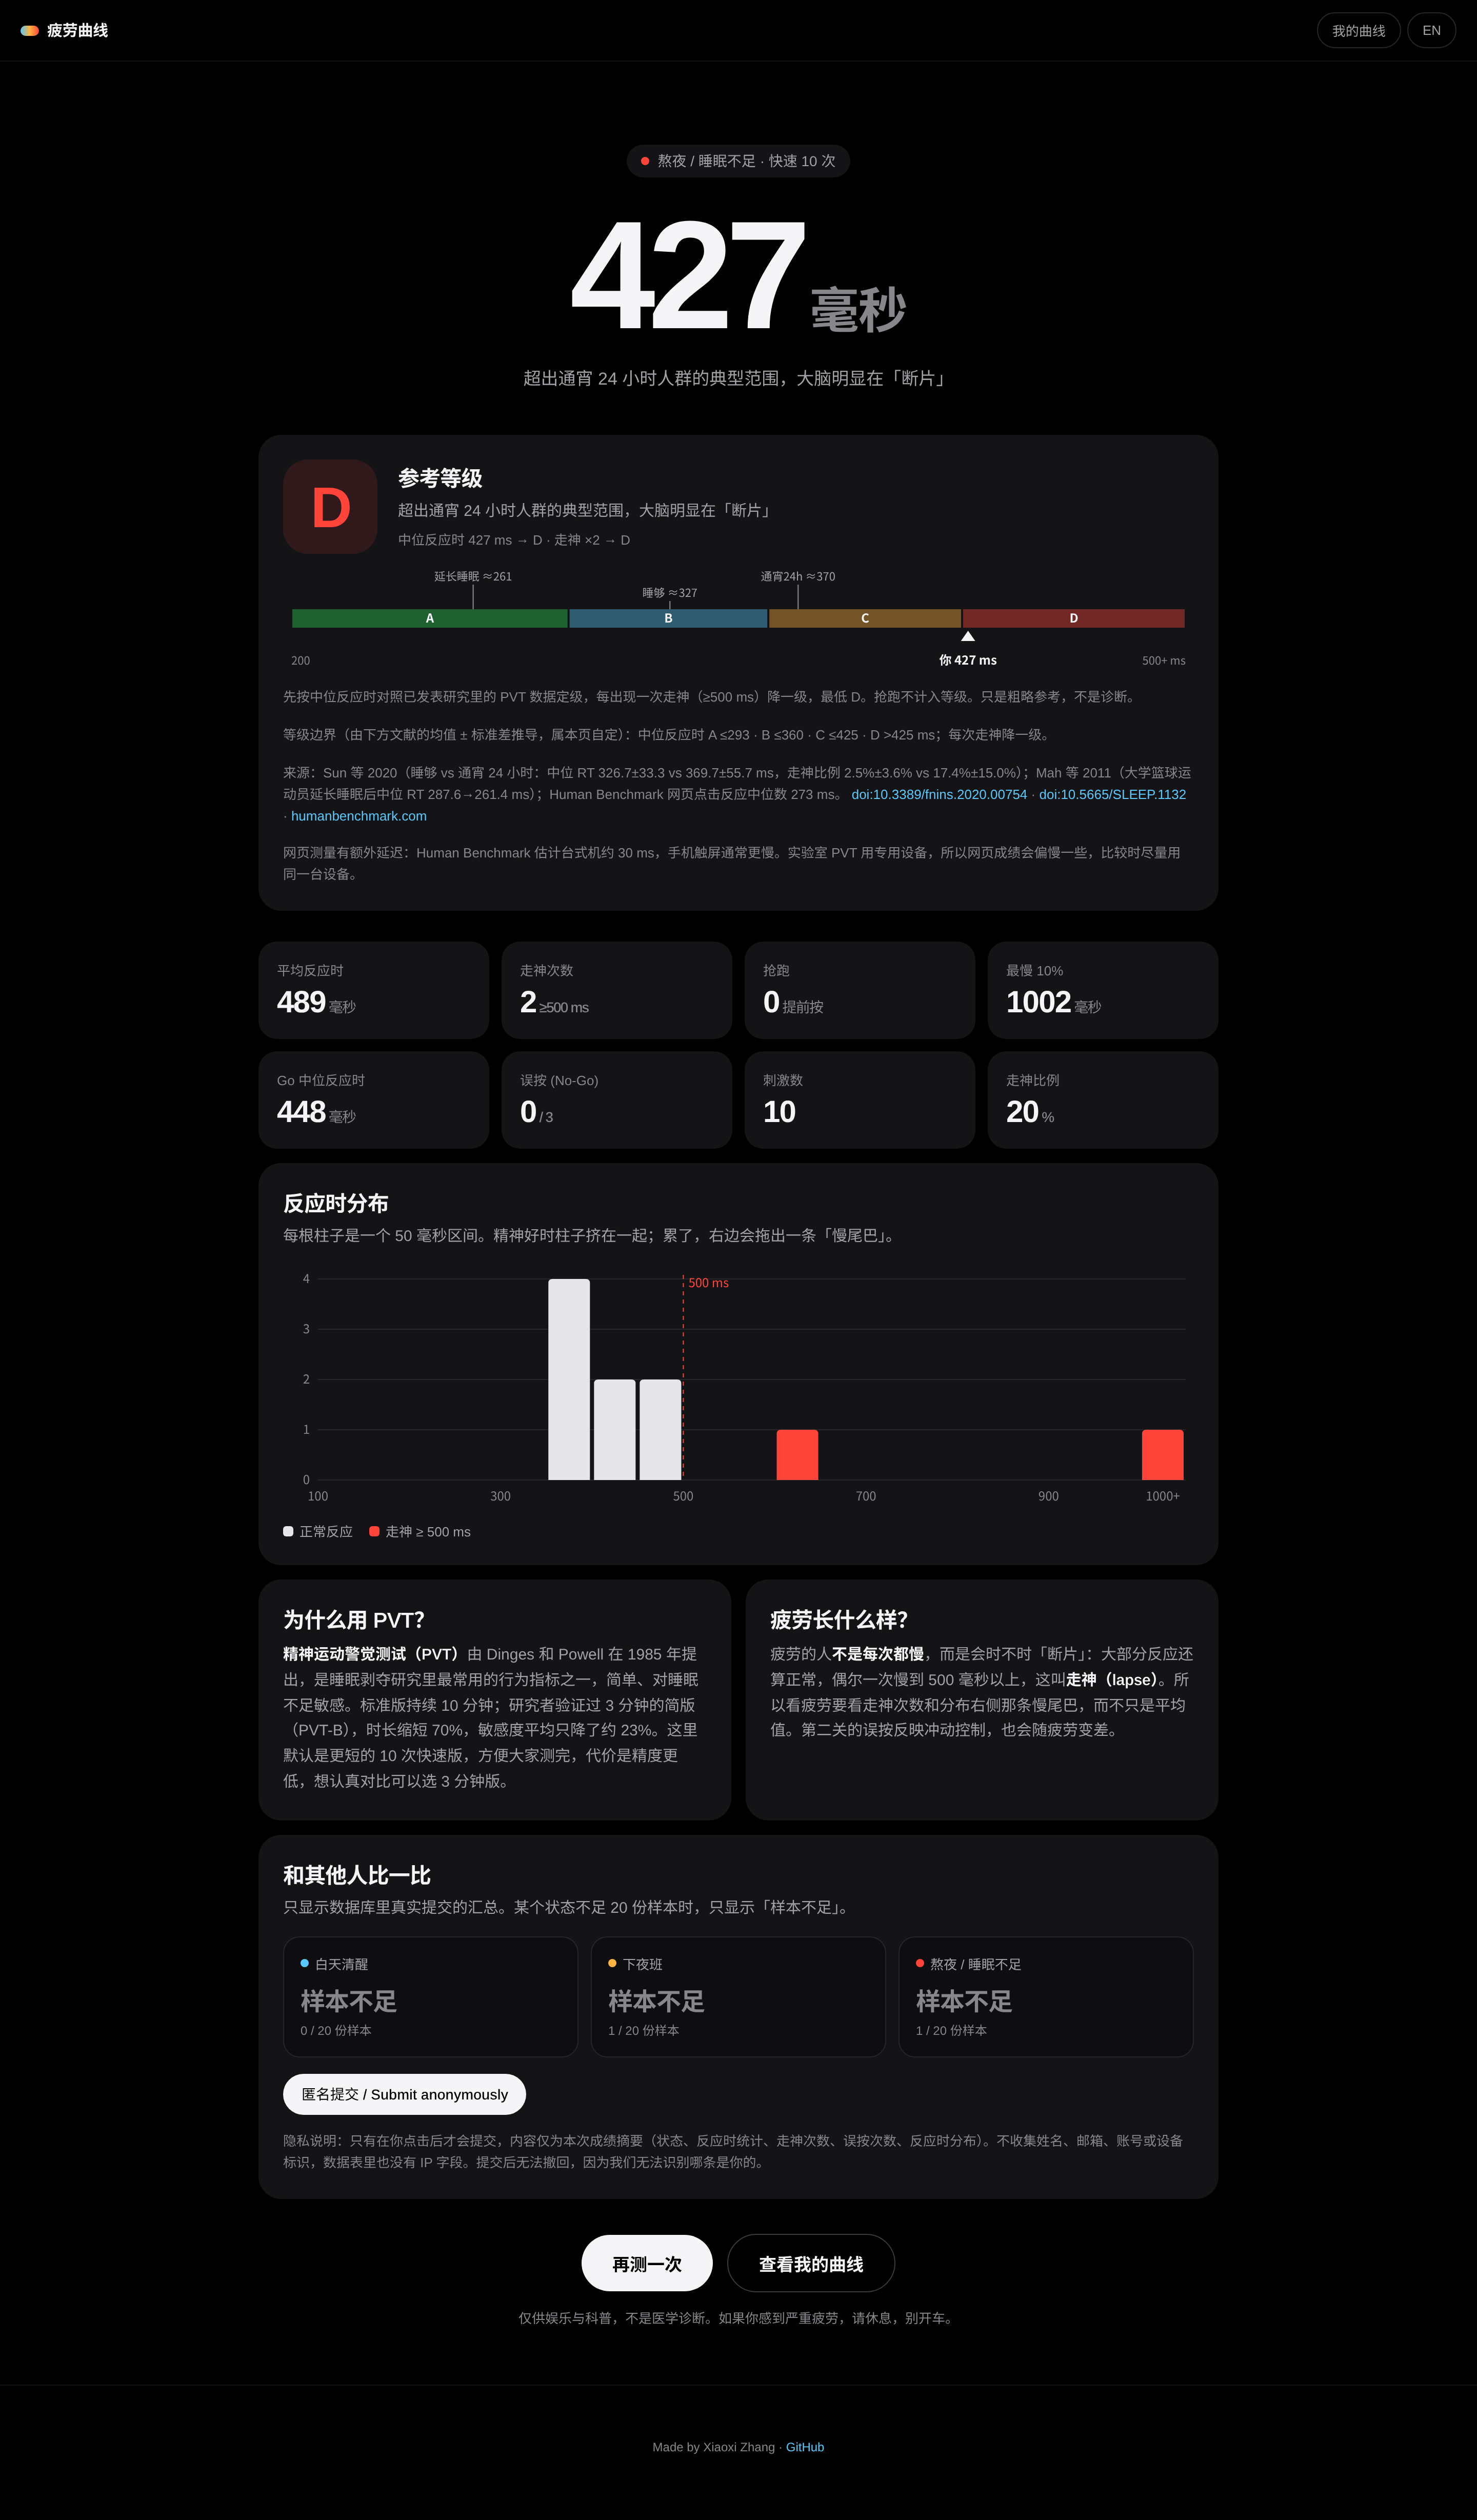 疲劳曲线
我的曲线
EN
熬夜 / 睡眠不足 · 快速 10 次
427 毫秒
超出通宵 24 小时人群的典型范围，大脑明显在「断片」
D
参考等级
超出通宵 24 小时人群的典型范围，大脑明显在「断片」
中位反应时 427 ms → D · 走神 ×2 → D
延长睡眠 ≈261
睡够 ≈327
通宵24h ≈370
A
B
C
D
200
你 427 ms
500+ ms
先按中位反应时对照已发表研究里的 PVT 数据定级，每出现一次走神（≥500 ms）降一级，最低 D。抢跑不计入等级。只是粗略参考，不是诊断。
等级边界（由下方文献的均值 ± 标准差推导，属本页自定）：中位反应时 A ≤293 · B ≤360 · C ≤425 · D >425 ms；每次走神降一级。
来源：Sun 等 2020（睡够 vs 通宵 24 小时：中位 RT 326.7±33.3 vs 369.7±55.7 ms，走神比例 2.5%±3.6% vs 17.4%±15.0%）；Mah 等 2011（大学篮球运
动员延长睡眠后中位 RT 287.6→261.4 ms）；Human Benchmark 网页点击反应中位数 273 ms。 doi:10.3389/fnins.2020.00754 · doi:10.5665/SLEEP.1132
· humanbenchmark.com
网页测量有额外延迟：Human Benchmark 估计台式机约 30 ms，手机触屏通常更慢。实验室 PVT 用专用设备，所以网页成绩会偏慢一些，比较时尽量用
同一台设备。
平均反应时
489 毫秒
走神次数
2 ≥500 ms
抢跑
0 提前按
最慢 10%
1002 毫秒
Go 中位反应时
448 毫秒
误按 (No-Go)
0 / 3
刺激数
10
走神比例
20 %
反应时分布
每根柱子是一个 50 毫秒区间。精神好时柱子挤在一起；累了，右边会拖出一条「慢尾巴」。
4
3
2
1
0
500 ms
100
300
500
700
900
1000+
正常反应
走神 ≥ 500 ms
为什么用 PVT？
精神运动警觉测试（PVT）由 Dinges 和 Powell 在 1985 年提
出，是睡眠剥夺研究里最常用的行为指标之一，简单、对睡眠
不足敏感。标准版持续 10 分钟；研究者验证过 3 分钟的简版
（PVT-B），时长缩短 70%，敏感度平均只降了约 23%。这里
默认是更短的 10 次快速版，方便大家测完，代价是精度更
低，想认真对比可以选 3 分钟版。
疲劳长什么样？
疲劳的人不是每次都慢，而是会时不时「断片」：大部分反应还
算正常，偶尔一次慢到 500 毫秒以上，这叫走神（lapse）。所
以看疲劳要看走神次数和分布右侧那条慢尾巴，而不只是平均
值。第二关的误按反映冲动控制，也会随疲劳变差。
和其他人比一比
只显示数据库里真实提交的汇总。某个状态不足 20 份样本时，只显示「样本不足」。
白天清醒
样本不足
0 / 20 份样本
下夜班
样本不足
1 / 20 份样本
熬夜 / 睡眠不足
样本不足
1 / 20 份样本
匿名提交 / Submit anonymously
隐私说明：只有在你点击后才会提交，内容仅为本次成绩摘要（状态、反应时统计、走神次数、误按次数、反应时分布）。不收集姓名、邮箱、账号或设备
标识，数据表里也没有 IP 字段。提交后无法撤回，因为我们无法识别哪条是你的。
再测一次
查看我的曲线
仅供娱乐与科普，不是医学诊断。如果你感到严重疲劳，请休息，别开车。
Made by Xiaoxi Zhang · GitHub